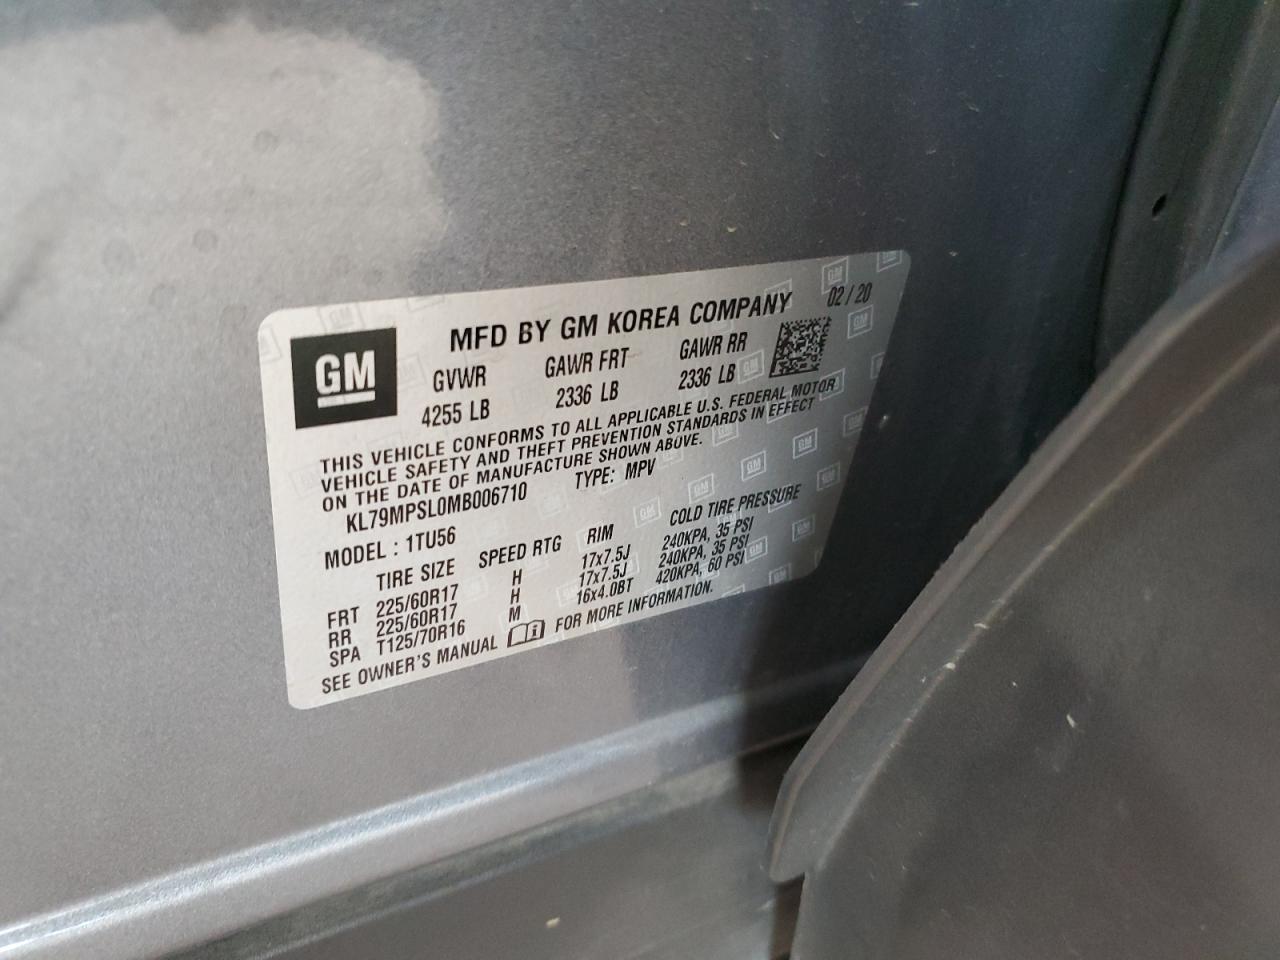 GM
MFD BY GM KOREA COMPANY 02 / 20
GVWR GAWR FRT GAWR RR
4255 LB 2336 LB 2336 LB
THIS VEHICLE CONFORMS TO ALL APPLICABLE U.S. FEDERAL MOTOR
VEHICLE SAFETY AND THEFT PREVENTION STANDARDS IN EFFECT
ON THE DATE OF MANUFACTURE SHOWN ABOVE.
KL79MPSL0MB006710 TYPE: MPV
MODEL : 1TU56
TIRE SIZE SPEED RTG RIM COLD TIRE PRESSURE
FRT 225/60R17 H 17x7.5J 240KPA, 35 PSI
RR 225/60R17 H 17x7.5J 240KPA, 35 PSI
SPA T125/70R16 M 16x4.0BT 420KPA, 60 PSI
SEE OWNER'S MANUAL FOR MORE INFORMATION.